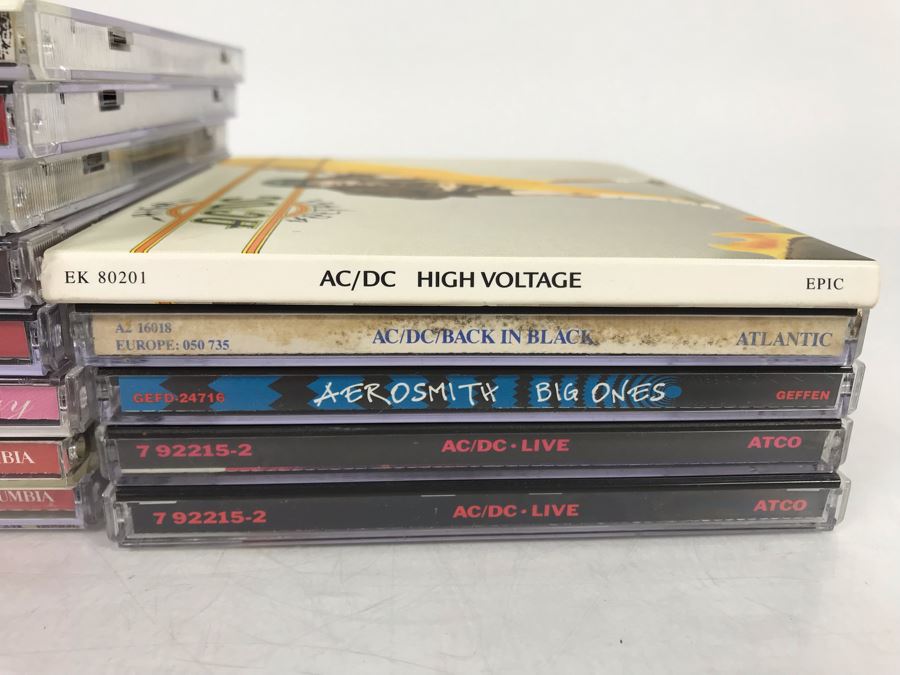 EK 80201 AC/DC HIGH VOLTAGE EPIC
A2 16018
EUROPE: 050 735 AC/DC/BACK IN BLACK ATLANTIC
GEFD-24716 AEROSMITH BIG ONES GEFFEN
7 92215-2 AC/DC • LIVE ATCO
7 92215-2 AC/DC • LIVE ATCO
BIA
UMBIA